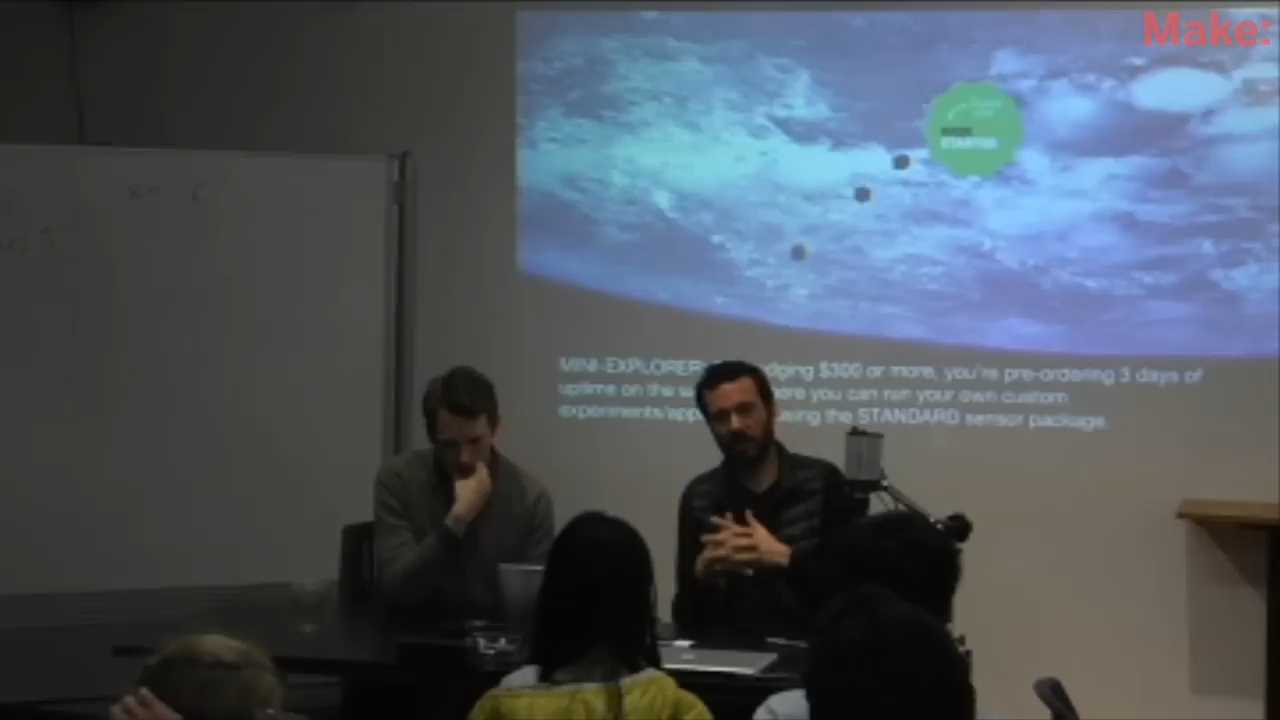 Make:
MINI-EXPLORER $300 or more, you're pre-ordering 3 days of
uptime on the you can run your own custom
experiments/app using the STANDARD sensor package.